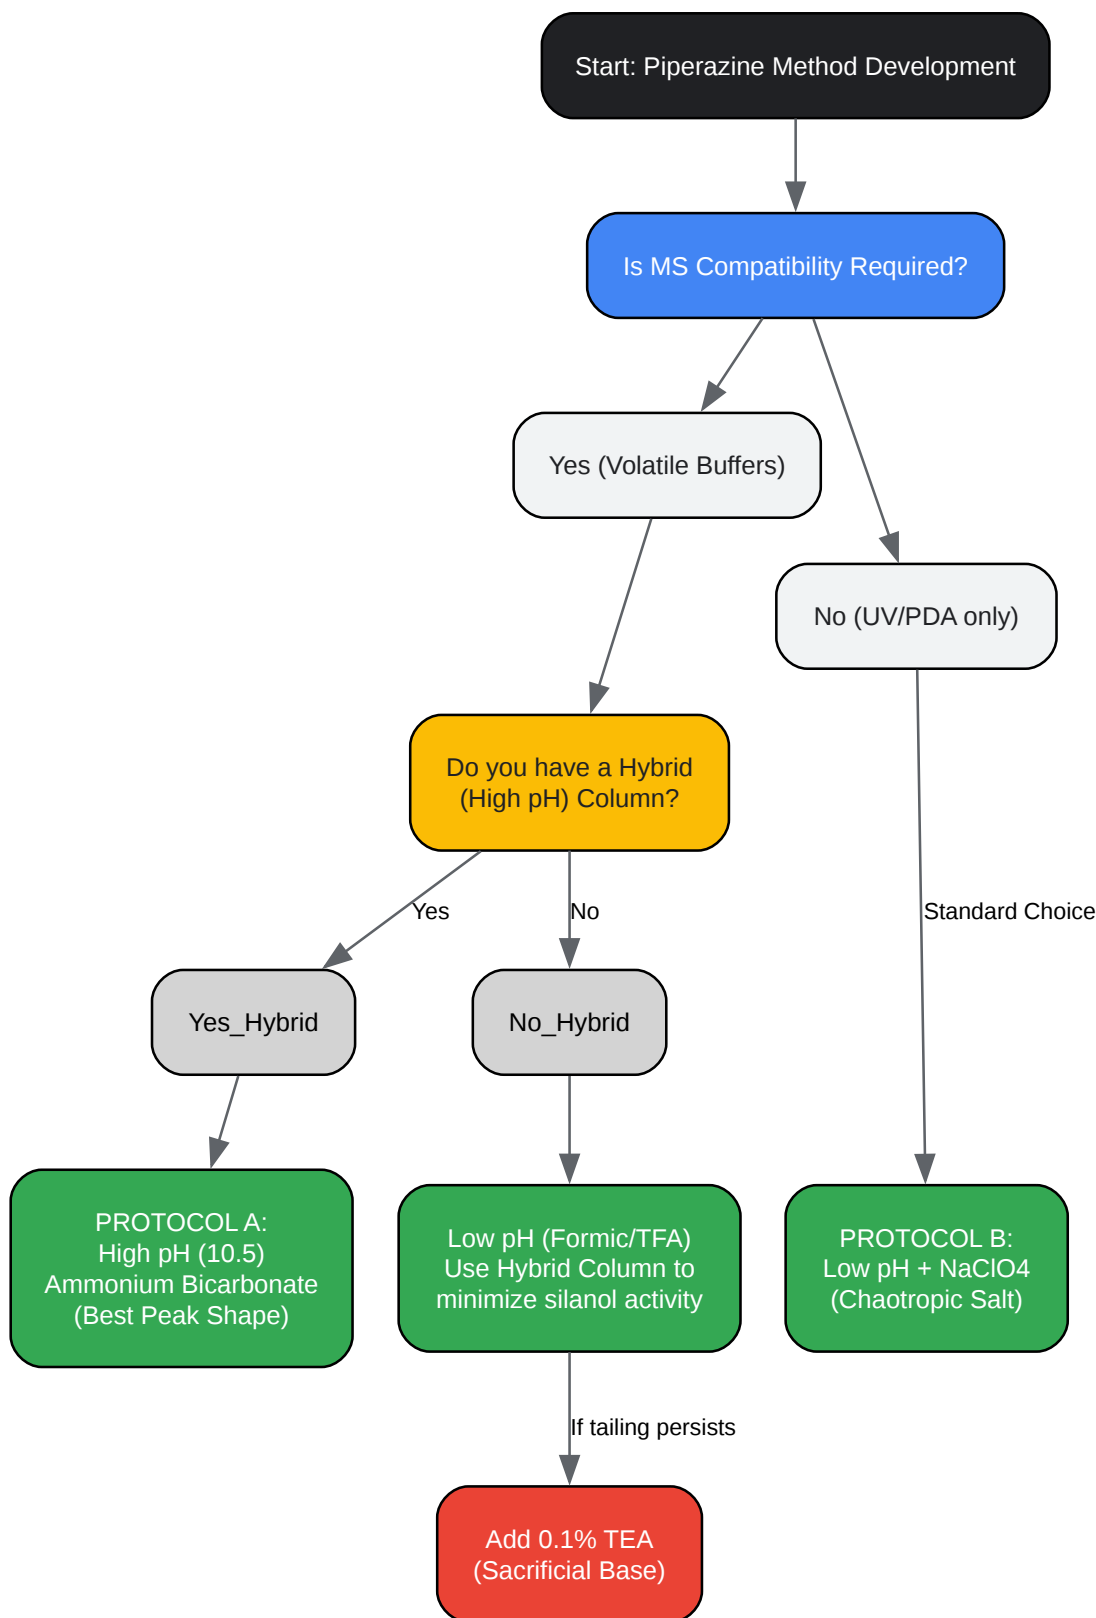 Start: Piperazine Method Development
Is MS Compatibility Required?
Yes (Volatile Buffers)
No (UV/PDA only)
Do you have a Hybrid
(High pH) Column?
Yes
No
Standard Choice
Yes_Hybrid
No_Hybrid
PROTOCOL A:
High pH (10.5)
Ammonium Bicarbonate
(Best Peak Shape)
Low pH (Formic/TFA)
Use Hybrid Column to
minimize silanol activity
PROTOCOL B:
Low pH + NaClO4
(Chaotropic Salt)
If tailing persists
Add 0.1% TEA
(Sacrificial Base)